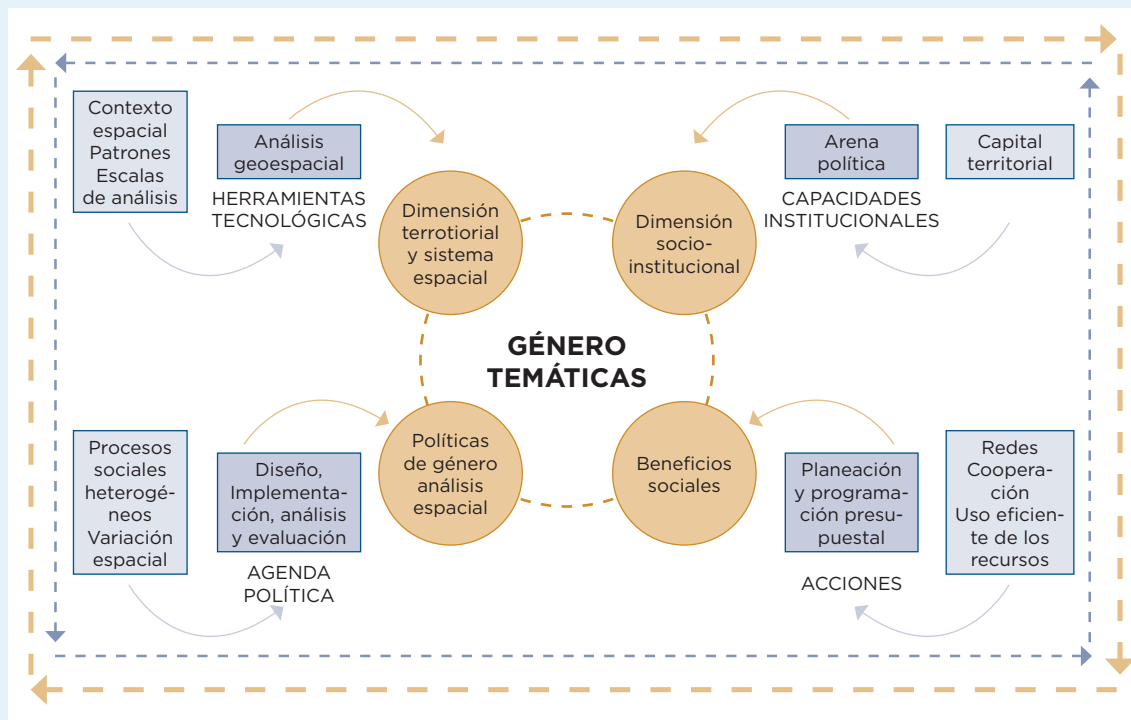 Contexto
espacial
Patrones
Escalas
de análisis
Análisis
geoespacial
HERRAMIENTAS
TECNOLÓGICAS
Dimensión
terrotiorial
y sistema
espacial
Dimensión
socio-
institucional
Arena
política
CAPACIDADES
INSTITUCIONALES
Capital
territorial
GÉNERO
TEMÁTICAS
Procesos
sociales
heterogé-
neos
Variación
espacial
Diseño,
Implementa-
ción, análisis
y evaluación
AGENDA
POLÍTICA
Políticas
de género
análisis
espacial
Beneficios
sociales
Planeación
y programa-
ción presu-
puestal
ACCIONES
Redes
Coopera-
ción
Uso eficien-
te de los
recursos